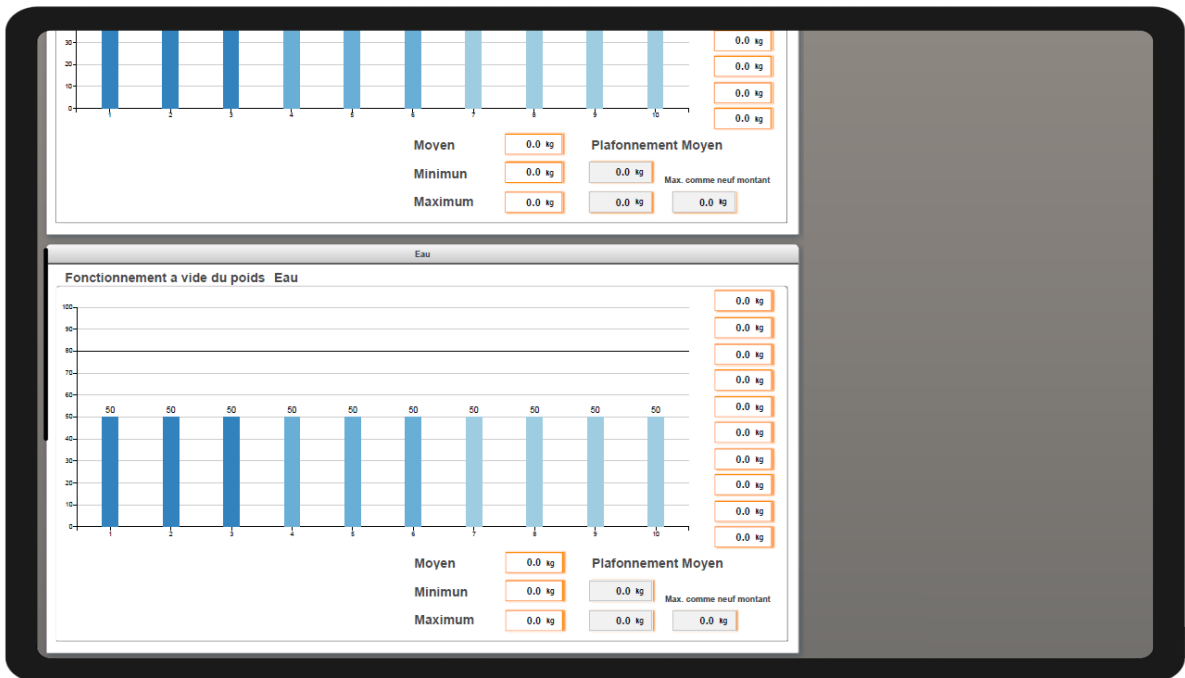 30
20
10
0
1 2 3 4 5 6 7 8 9 10
0.0 kg
0.0 kg
0.0 kg
0.0 kg
Moyen 0.0 kg Plafonnement Moyen
Minimun 0.0 kg 0.0 kg Max. comme neuf montant
Maximum 0.0 kg 0.0 kg 0.0 kg
Eau
Fonctionnement a vide du poids Eau
100
90
80
70
60
50
40
30
20
10
0
50 50 50 50 50 50 50 50 50 50
1 2 3 4 5 6 7 8 9 10
0.0 kg
0.0 kg
0.0 kg
0.0 kg
0.0 kg
0.0 kg
0.0 kg
0.0 kg
0.0 kg
0.0 kg
Moyen 0.0 kg Plafonnement Moyen
Minimun 0.0 kg 0.0 kg Max. comme neuf montant
Maximum 0.0 kg 0.0 kg 0.0 kg